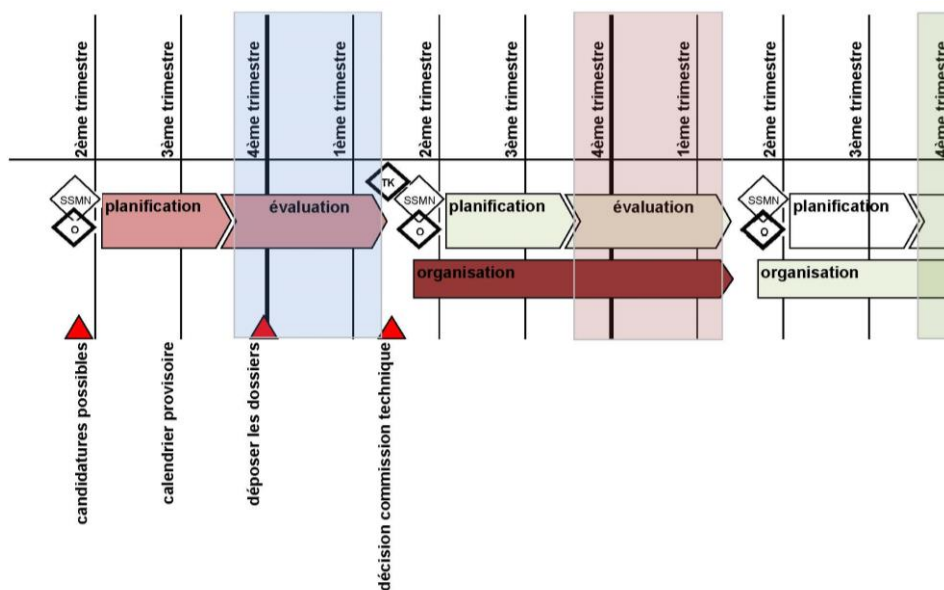 2ème trimestre
3ème trimestre
4ème trimestre
1ème trimestre
2ème trimestre
3ème trimestre
4ème trimestre
1ème trimestre
2ème trimestre
3ème trimestre
4ème trimestre
TK
SSMN
O
planification
évaluation
SSMN
O
planification
évaluation
SSMN
O
planification
organisation
organisation
candidatures possibles
calendrier provisoire
déposer les dossiers
décision commission technique